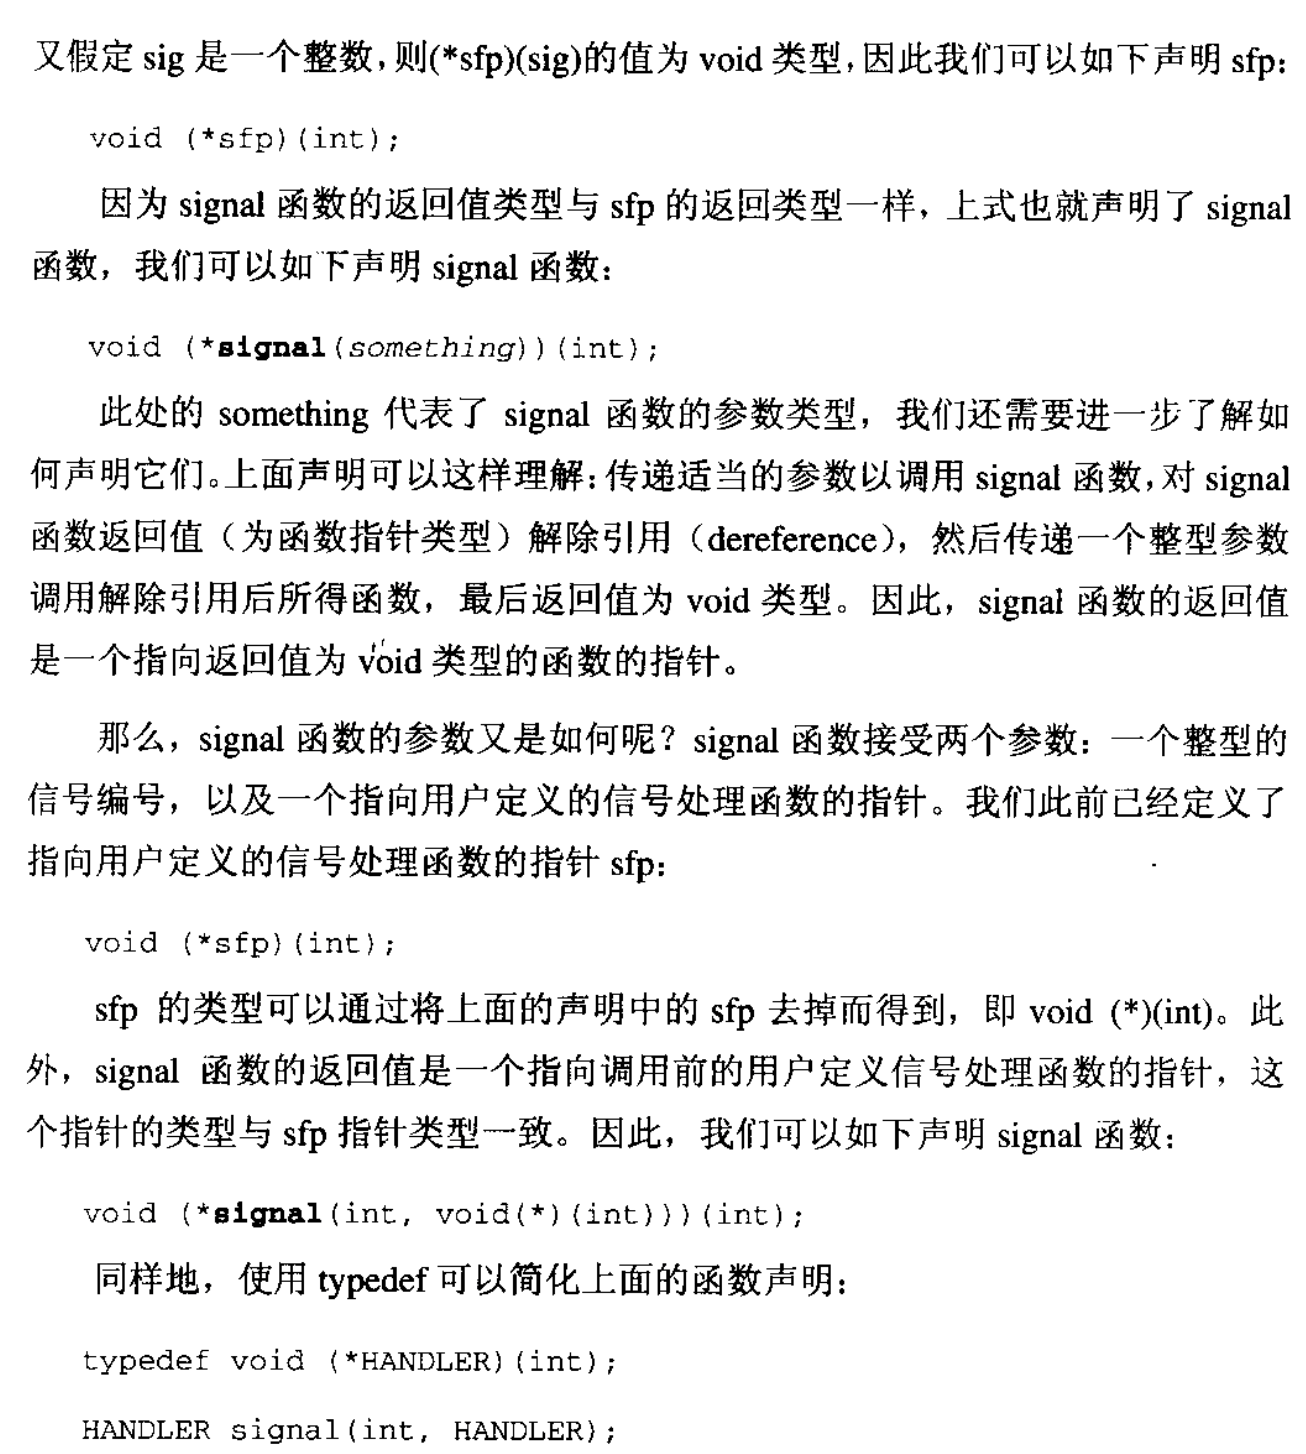 又假定 sig 是一个整数，则(*sfp)(sig)的值为 void 类型，因此我们可以如下声明 sfp：
void (*sfp)(int);
因为 signal 函数的返回值类型与 sfp 的返回类型一样，上式也就声明了 signal
函数，我们可以如下声明 signal 函数：
void (*signal(something))(int);
此处的 something 代表了 signal 函数的参数类型，我们还需要进一步了解如
何声明它们。上面声明可以这样理解：传递适当的参数以调用 signal 函数，对 signal
函数返回值（为函数指针类型）解除引用（dereference），然后传递一个整型参数
调用解除引用后所得函数，最后返回值为 void 类型。因此，signal 函数的返回值
是一个指向返回值为 void 类型的函数的指针。
那么，signal 函数的参数又是如何呢？signal 函数接受两个参数：一个整型的
信号编号，以及一个指向用户定义的信号处理函数的指针。我们此前已经定义了
指向用户定义的信号处理函数的指针 sfp：
void (*sfp)(int);
sfp 的类型可以通过将上面的声明中的 sfp 去掉而得到，即 void (*)(int)。此
外，signal 函数的返回值是一个指向调用前的用户定义信号处理函数的指针，这
个指针的类型与 sfp 指针类型一致。因此，我们可以如下声明 signal 函数：
void (*signal(int, void(*)(int)))(int);
同样地，使用 typedef 可以简化上面的函数声明：
typedef void (*HANDLER)(int);
HANDLER signal(int, HANDLER);